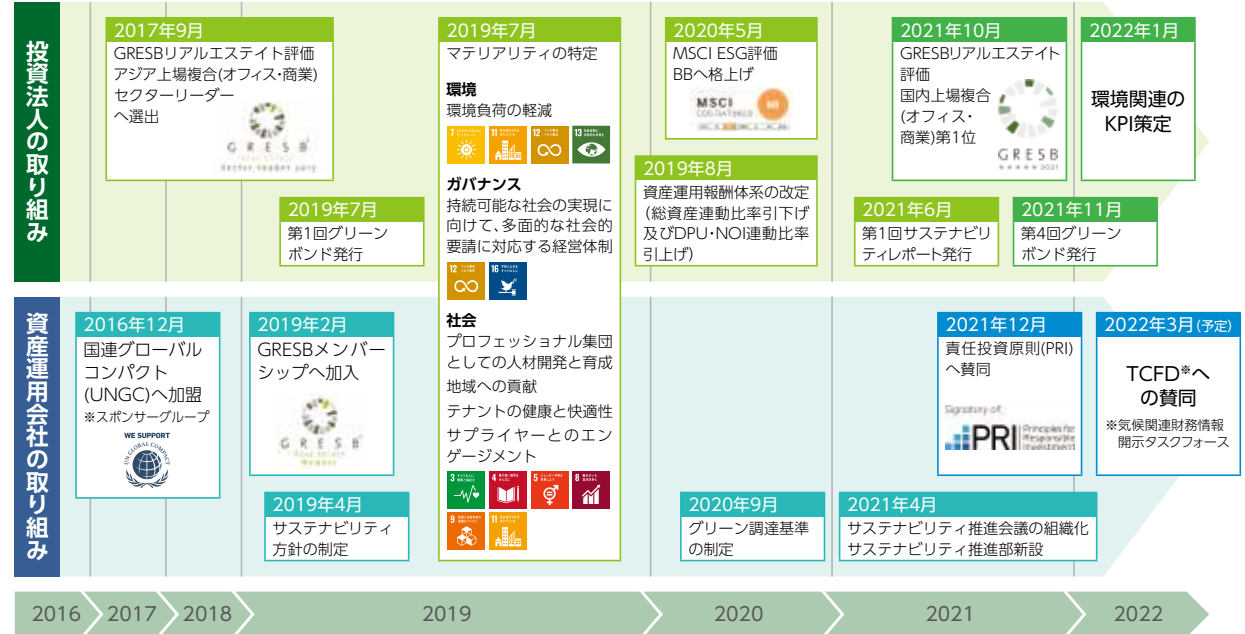 投資法人の取り組み
2017年9月
GRESBリアルエステイト評価
アジア上場複合(オフィス・商業)
セクターリーダー
へ選出
G R E S B
2019年7月
第1回グリーン
ボンド発行
2019年7月
マテリアリティの特定
環境
環境負荷の軽減
7
11
12
13
ガバナンス
持続可能な社会の実現に
向けて、多面的な社会的
要請に対応する経営体制
12
16
社会
プロフェッショナル集団
としての人材開発と育成
地域への貢献
テナントの健康と快適性
サプライヤーとのエン
ゲージメント
3
4
5
8
9
11
2020年5月
MSCI ESG評価
BBへ格上げ
MSCI
2019年8月
資産運用報酬体系の改定
(総資産連動比率引下げ
及びDPU・NOI連動比率
引上げ)
2021年10月
GRESBリアルエステイト
評価
国内上場複合
(オフィス・
商業)第1位
G R E S B
2021
2021年6月
第1回サステナビリ
ティレポート発行
2021年11月
第4回グリーン
ボンド発行
2022年1月
環境関連の
KPI策定
資産運用会社の取り組み
2016年12月
国連グローバル
コンパクト
(UNGC)へ加盟
※スポンサーグループ
WE SUPPORT
UN GLOBAL COMPACT
2019年2月
GRESBメンバー
シップへ加入
G R E S B
Member
2019年4月
サステナビリティ
方針の制定
2020年9月
グリーン調達基準
の制定
2021年4月
サステナビリティ推進会議の組織化
サステナビリティ推進部新設
2021年12月
責任投資原則(PRI)
へ賛同
Signatory of:
PRI Principles for
Responsible
Investment
2022年3月(予定)
TCFD※へ
の賛同
※気候関連財務情報
開示タスクフォース
2016
2017
2018
2019
2020
2021
2022